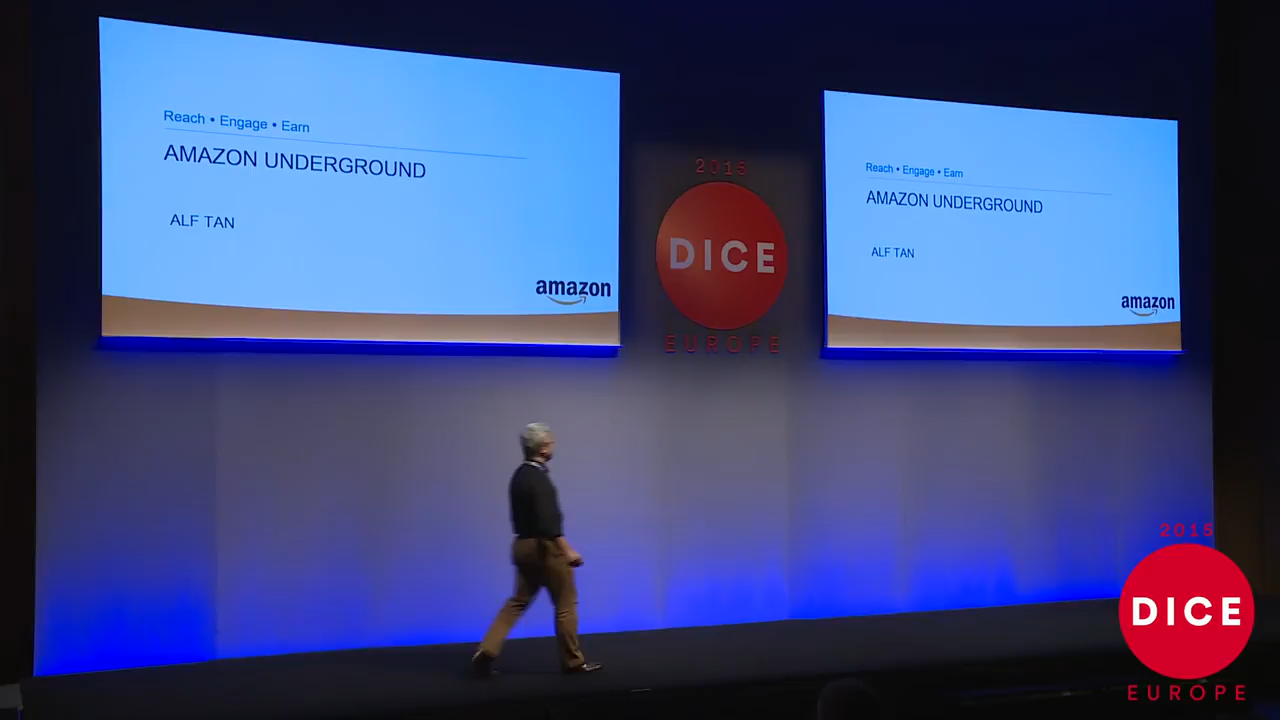 Reach • Engage • Earn
AMAZON UNDERGROUND
ALF TAN
amazon
2015
DICE
EUROPE
Reach • Engage • Earn
AMAZON UNDERGROUND
ALF TAN
amazon
2015
DICE
EUROPE